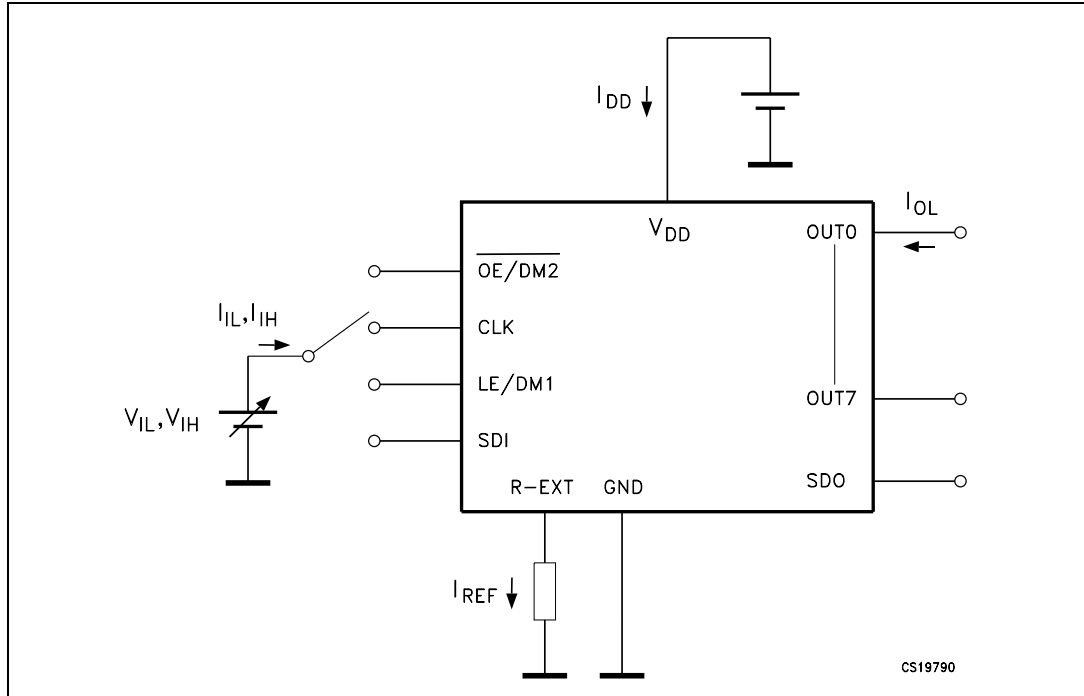 I_DD
V_DD
OUT0
I_OL
OE/DM2
I_IL,I_IH
CLK
LE/DM1
OUT7
V_IL,V_IH
SDI
SDO
R-EXT GND
I_REF
CS19790